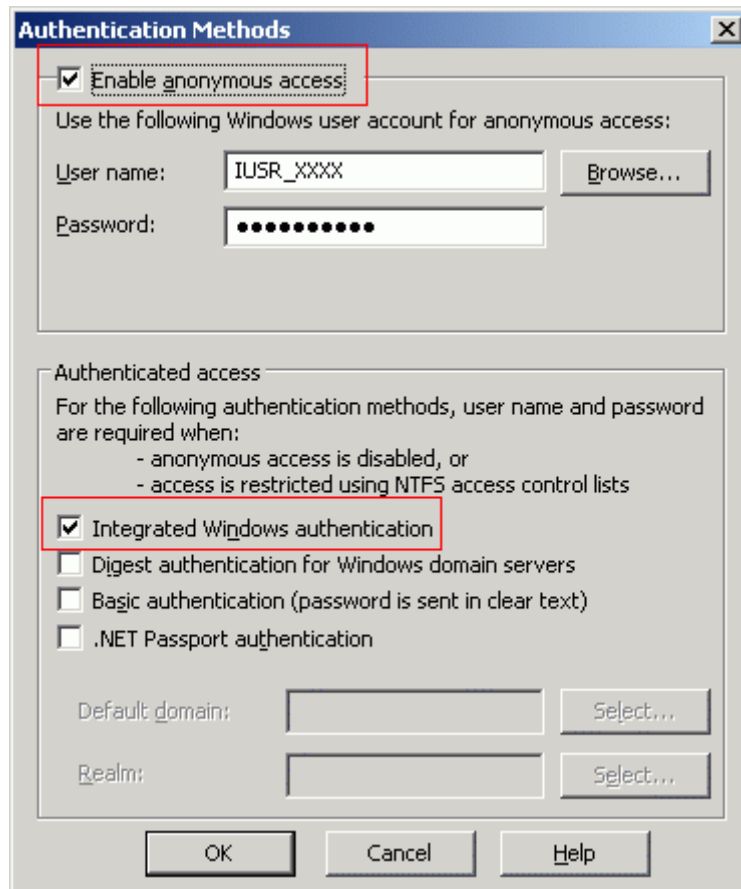 Authentication Methods
Enable anonymous access
Use the following Windows user account for anonymous access:
User name: IUSR_XXXX Browse...
Password: ●●●●●●●●●●
Authenticated access
For the following authentication methods, user name and password
are required when:
- anonymous access is disabled, or
- access is restricted using NTFS access control lists
Integrated Windows authentication
Digest authentication for Windows domain servers
Basic authentication (password is sent in clear text)
.NET Passport authentication
Default domain: Select...
Realm: Select...
OK Cancel Help